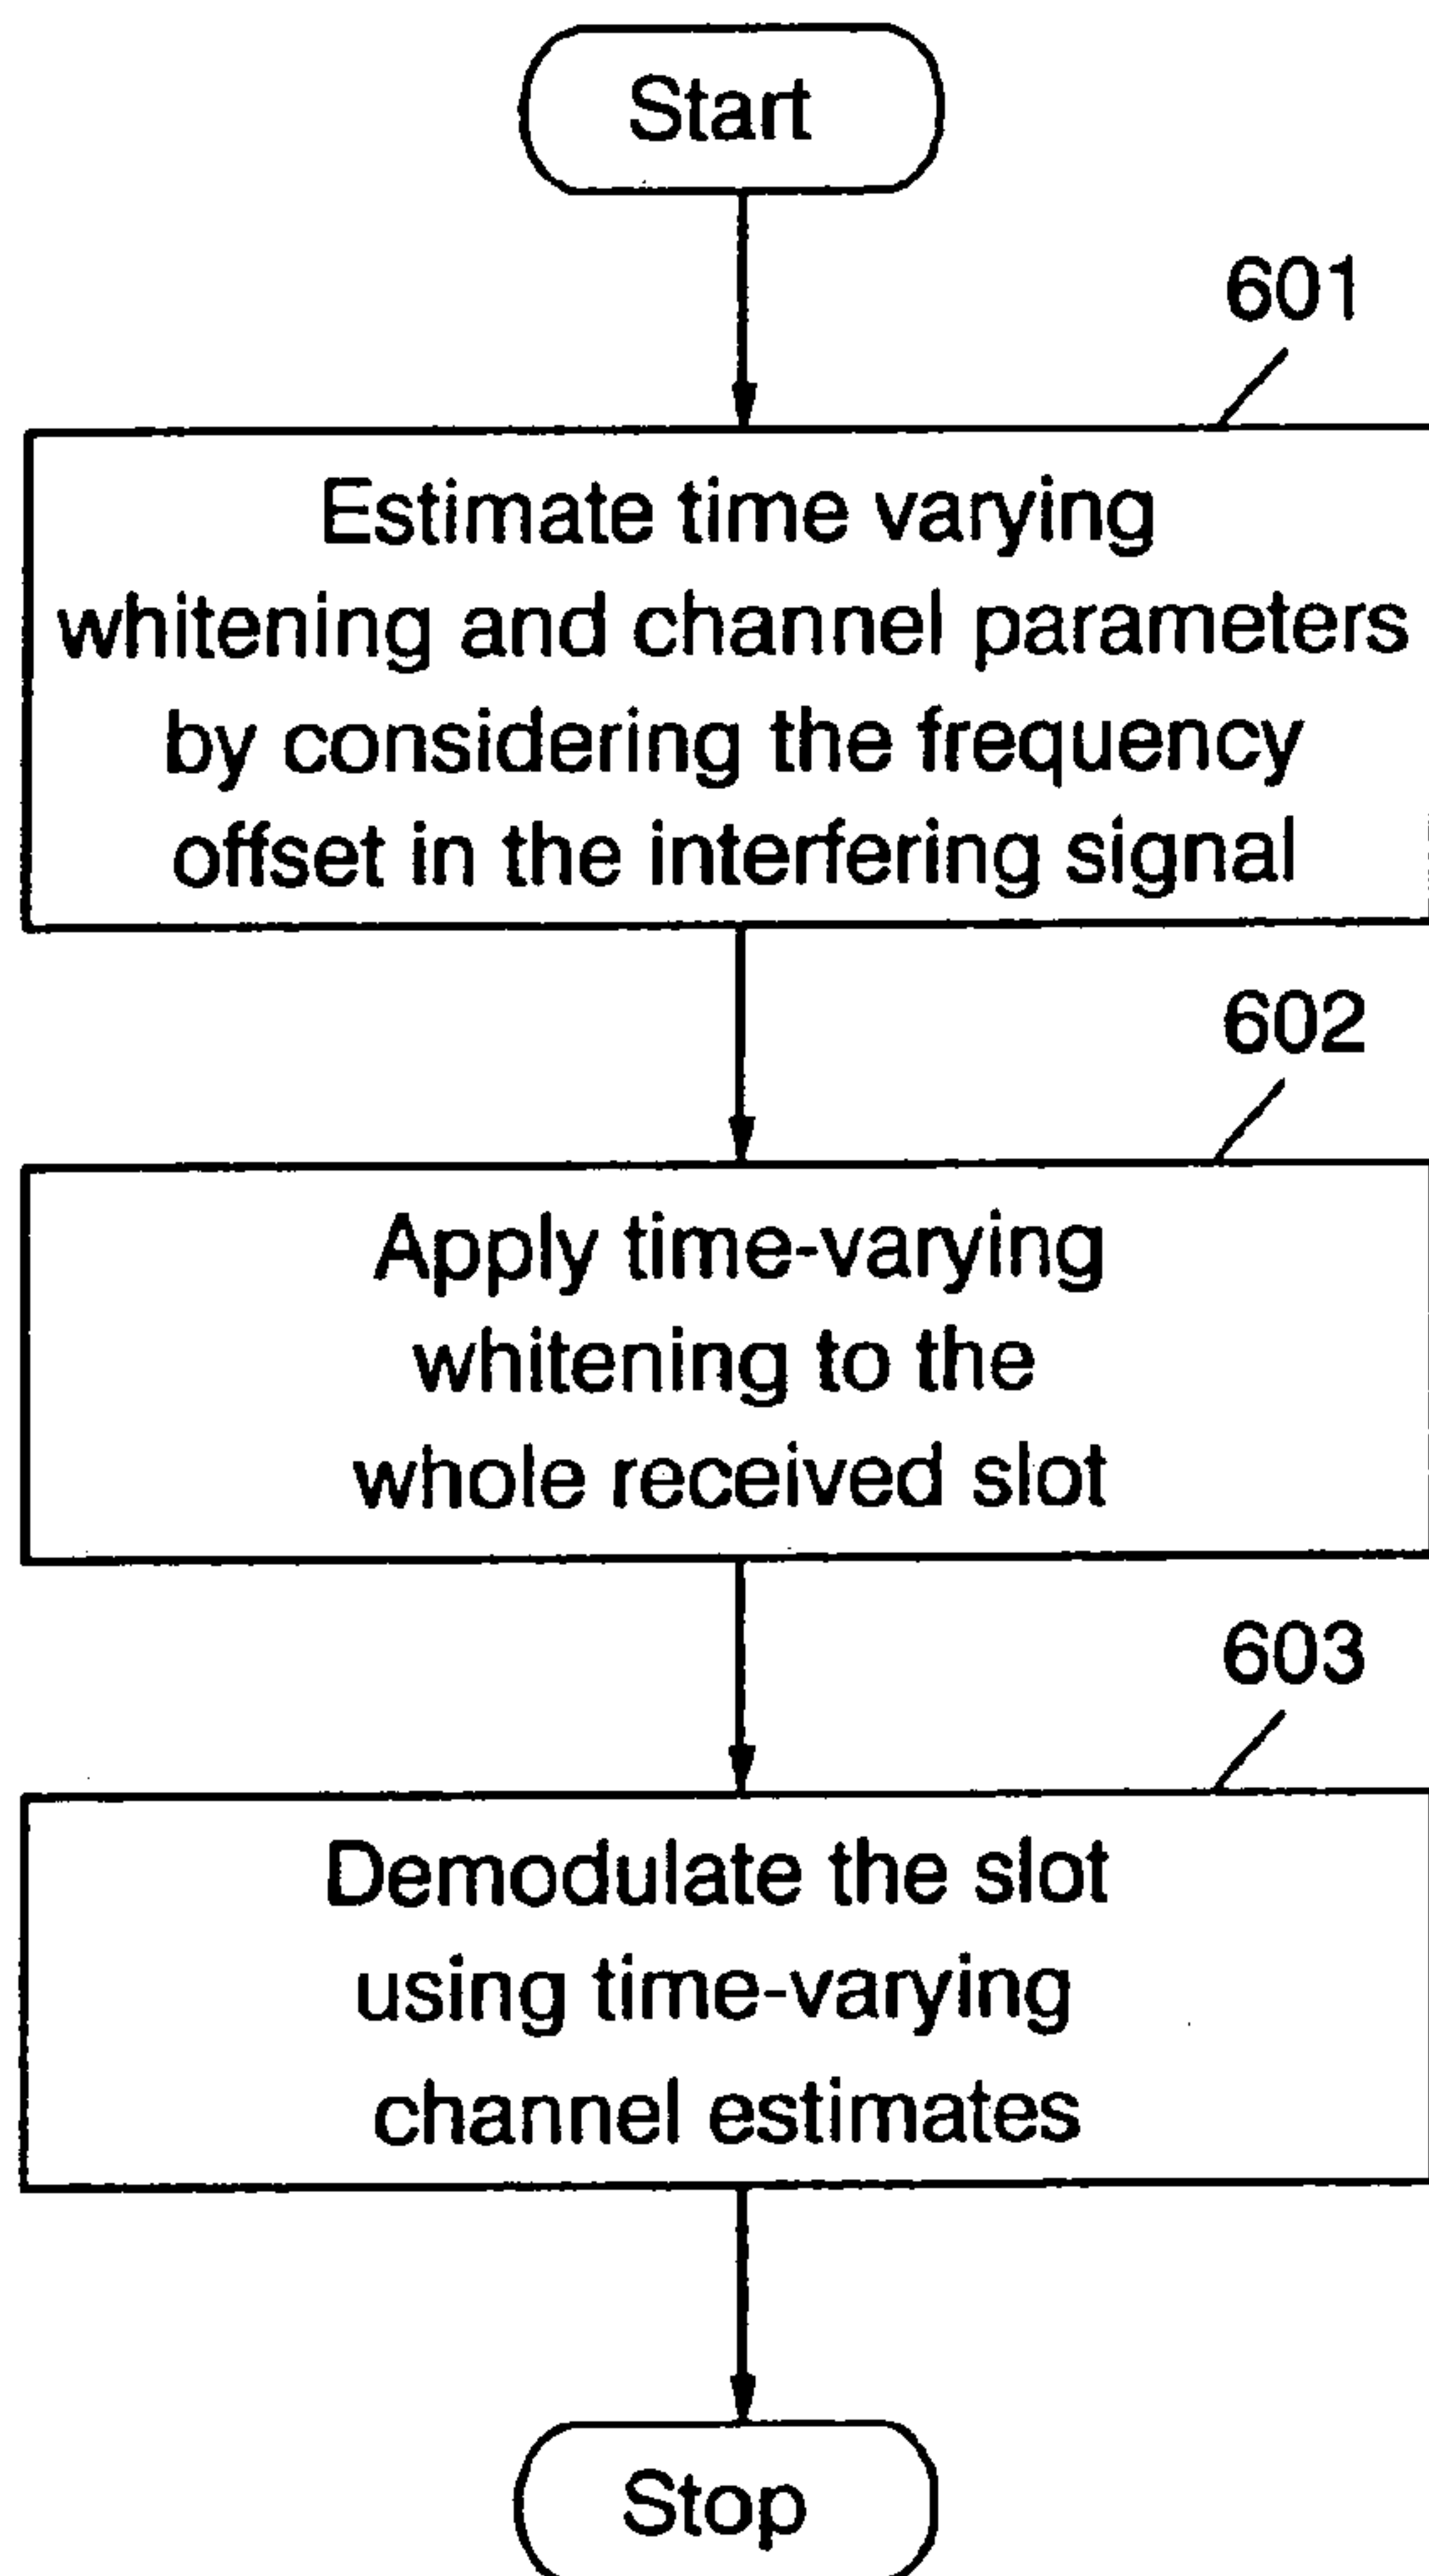 Start
601
Estimate time varying
whitening and channel parameters
by considering the frequency
offset in the interfering signal
602
Apply time-varying
whitening to the
whole received slot
603
Demodulate the slot
using time-varying
channel estimates
Stop